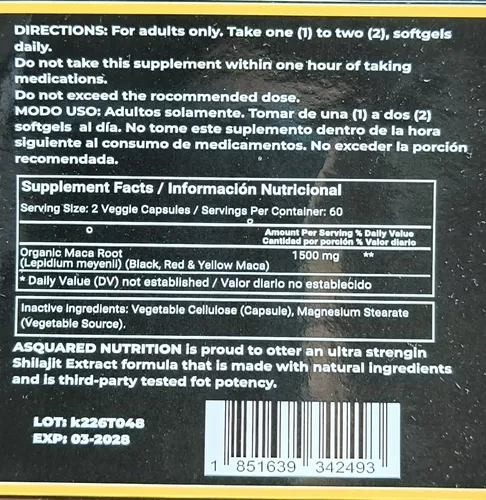 DIRECTIONS: For adults only. Take one (1) to two (2), softgels
daily.
Do not take this supplement within one hour of taking
medications.
Do not exceed the rocommended dose.
MODO USO: Adultos solamente. Tomar de una (1) a dos (2)
softgels al día. No tome este suplemento dentro de la hora
siguiente al consumo de medicamentos. No exceder la porción
recomendada.
Supplement Facts / Información Nutricional
Serving Size: 2 Veggie Capsules / Servings Per Container: 60
Amount Per Serving % Daily Value
Cantidad por porción % Valor diario
Organic Maca Root 1500 mg **
(Lepidium meyenii) (Black, Red & Yellow Maca)
* Daily Value (DV) not established / Valor diario no establecido
Inactive ingredients: Vegetable Cellulose (Capsule), Magnesium Stearate
(Vegetable Source).
ASQUARED NUTRITION is proud to otter an ultra strengin
Shilajit Extract formula that is made with natural ingredients
and is third-party tested fot potency.
LOT: k226T048
EXP: 03-2028
1 851639 342493